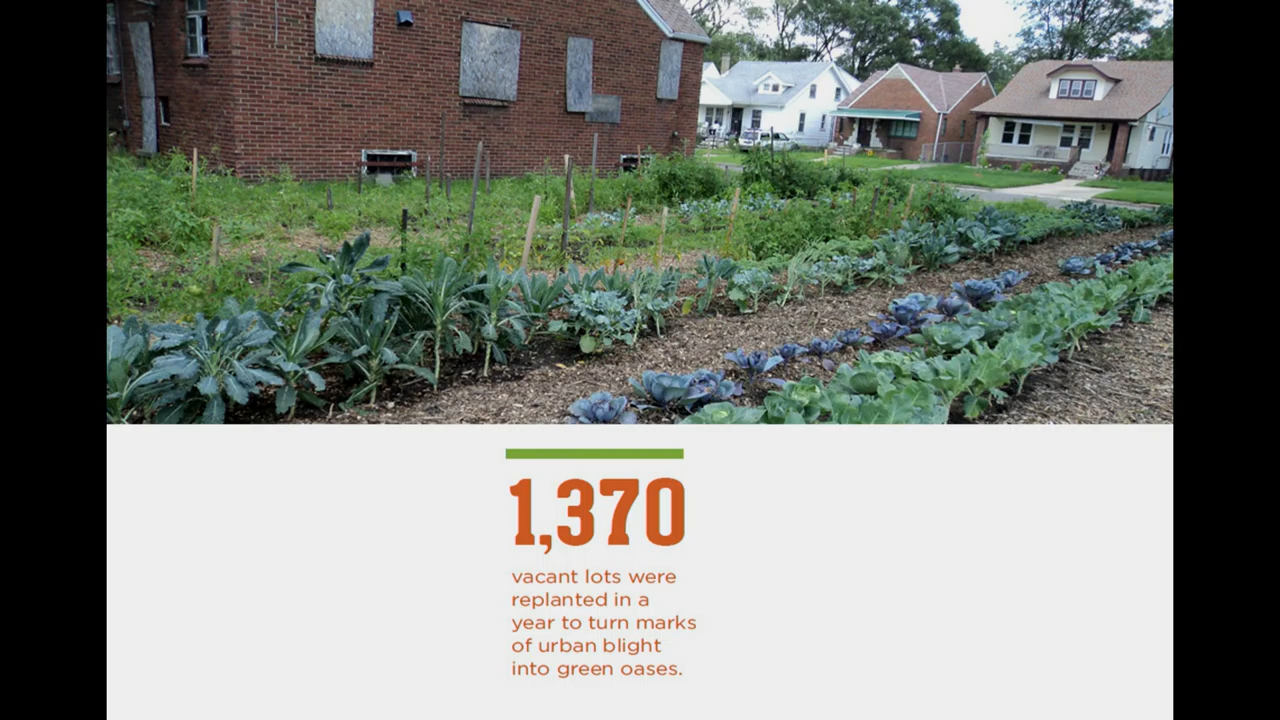 1,370
vacant lots were
replanted in a
year to turn marks
of urban blight
into green oases.